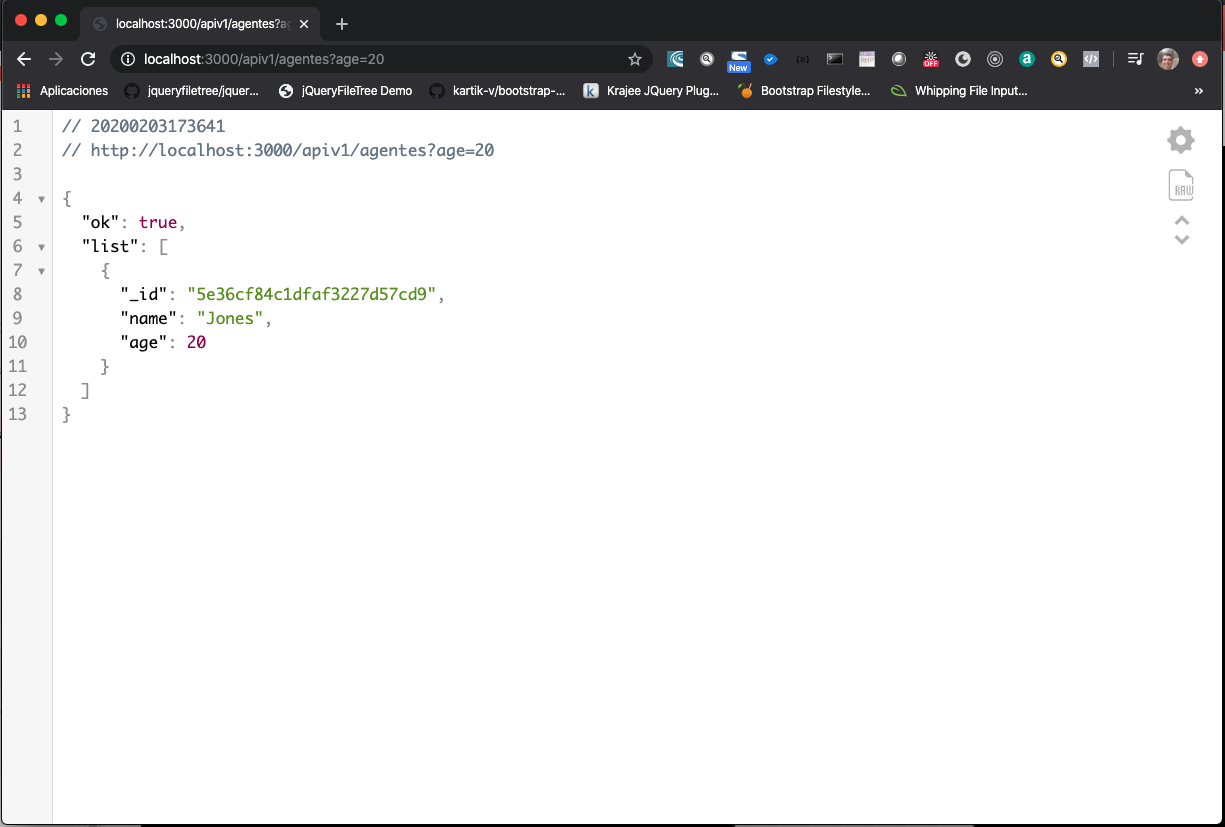 localhost:3000/apiv1/agentes?ag
localhost:3000/apiv1/agentes?age=20
New
OFF
a
Aplicaciones
jqueryfiletree/jquer...
jQueryFileTree Demo
kartik-v/bootstrap-...
k
Krajee JQuery Plug...
Bootstrap Filestyle...
Whipping File Input...
»
1 // 20200203173641
2 // http://localhost:3000/apiv1/agentes?age=20
3
4 {
5 "ok": true,
6 "list": [
7 {
8 "_id": "5e36cf84c1dfaf3227d57cd9",
9 "name": "Jones",
10 "age": 20
11 }
12 ]
13 }
RAW